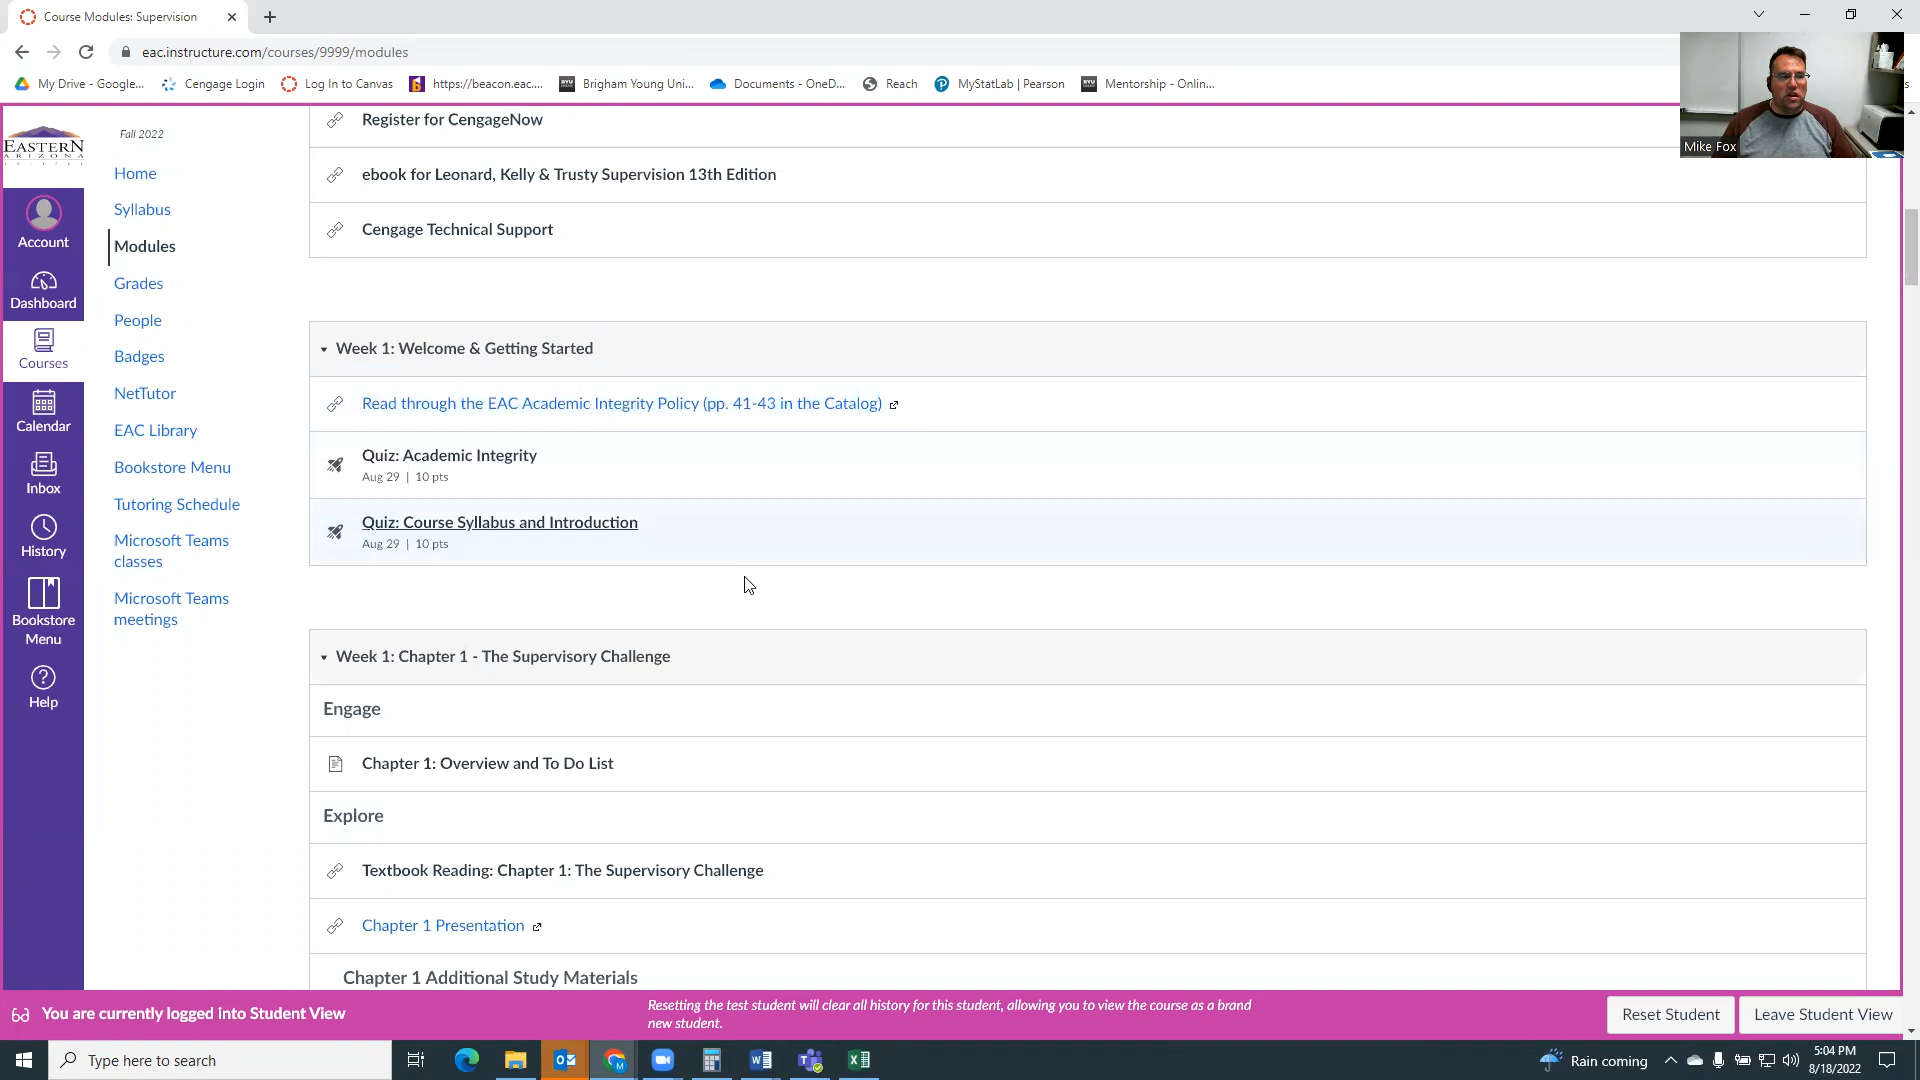 Course Modules: Supervision
eac.instructure.com/courses/9999/modules
My Drive - Google...
Cengage Login
Log In to Canvas
https://beacon.eac....
Brigham Young Uni...
Documents - OneD...
Reach
MyStatLab | Pearson
Mentorship - Onlin...
Mike Fox
EASTERN
ARIZONA
Account
Dashboard
Courses
Calendar
Inbox
History
Bookstore
Menu
Help
Fall 2022
Home
Syllabus
Modules
Grades
People
Badges
NetTutor
EAC Library
Bookstore Menu
Tutoring Schedule
Microsoft Teams
classes
Microsoft Teams
meetings
Register for CengageNow
ebook for Leonard, Kelly & Trusty Supervision 13th Edition
Cengage Technical Support
Week 1: Welcome & Getting Started
Read through the EAC Academic Integrity Policy (pp. 41-43 in the Catalog)
Quiz: Academic Integrity
Aug 29 | 10 pts
Quiz: Course Syllabus and Introduction
Aug 29 | 10 pts
Week 1: Chapter 1 - The Supervisory Challenge
Engage
Chapter 1: Overview and To Do List
Explore
Textbook Reading: Chapter 1: The Supervisory Challenge
Chapter 1 Presentation
Chapter 1 Additional Study Materials
You are currently logged into Student View
Resetting the test student will clear all history for this student, allowing you to view the course as a brand
new student.
Reset Student
Leave Student View
Type here to search
Rain coming
5:04 PM
8/18/2022